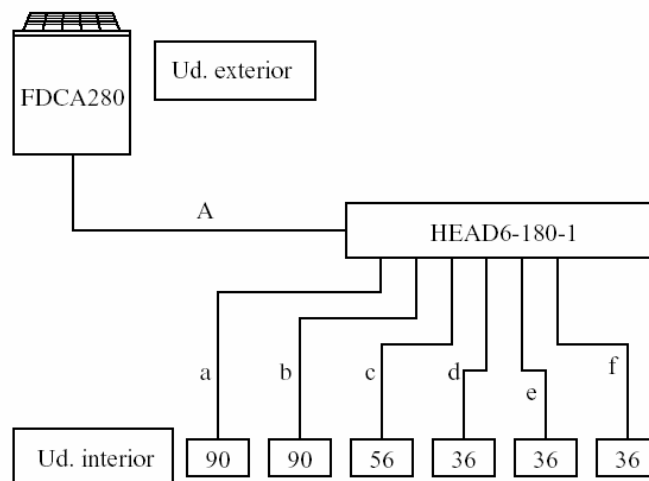 FDCA280
Ud. exterior
A
HEAD6-180-1
a
b
c
d
e
f
Ud. interior
90
90
56
36
36
36